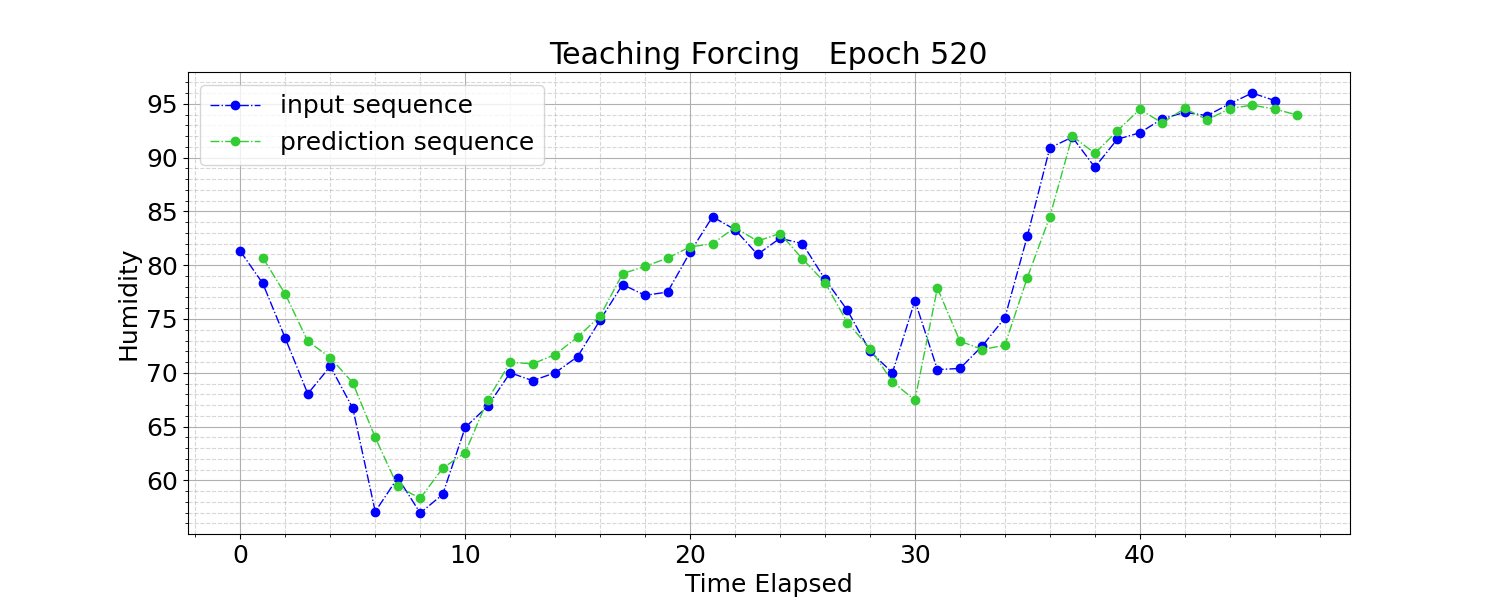 Teaching Forcing   Epoch 520
input sequence
prediction sequence
Humidity
95
90
85
80
75
70
65
60
0 10 20 30 40
Time Elapsed